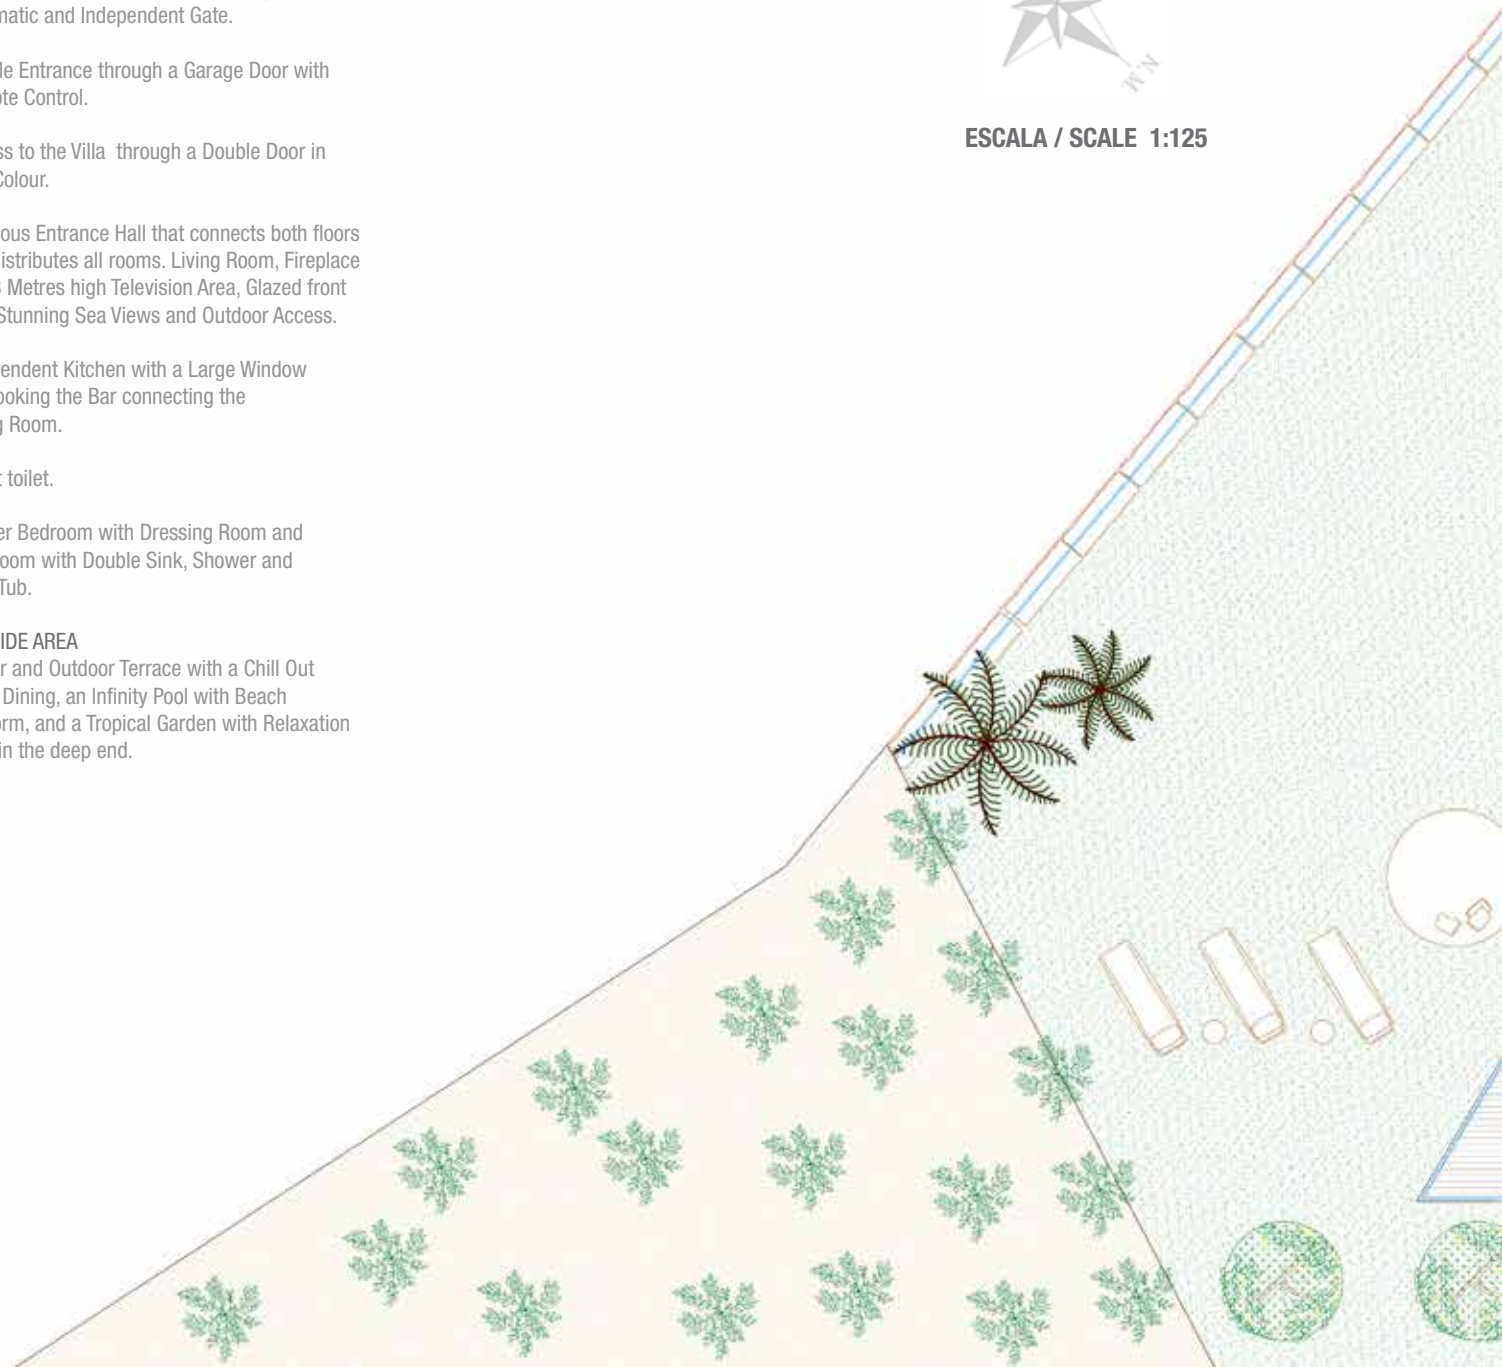 matic and Independent Gate.
le Entrance through a Garage Door with
ote Control.
ss to the Villa through a Double Door in
Colour.
ious Entrance Hall that connects both floors
istributes all rooms. Living Room, Fireplace
Metres high Television Area, Glazed front
Stunning Sea Views and Outdoor Access.
endent Kitchen with a Large Window
ooking the Bar connecting the
g Room.
t toilet.
er Bedroom with Dressing Room and
oom with Double Sink, Shower and
Tub.
IDE AREA
r and Outdoor Terrace with a Chill Out
Dining, an Infinity Pool with Beach
orm, and a Tropical Garden with Relaxation
in the deep end.
N.M.
ESCALA / SCALE 1:125